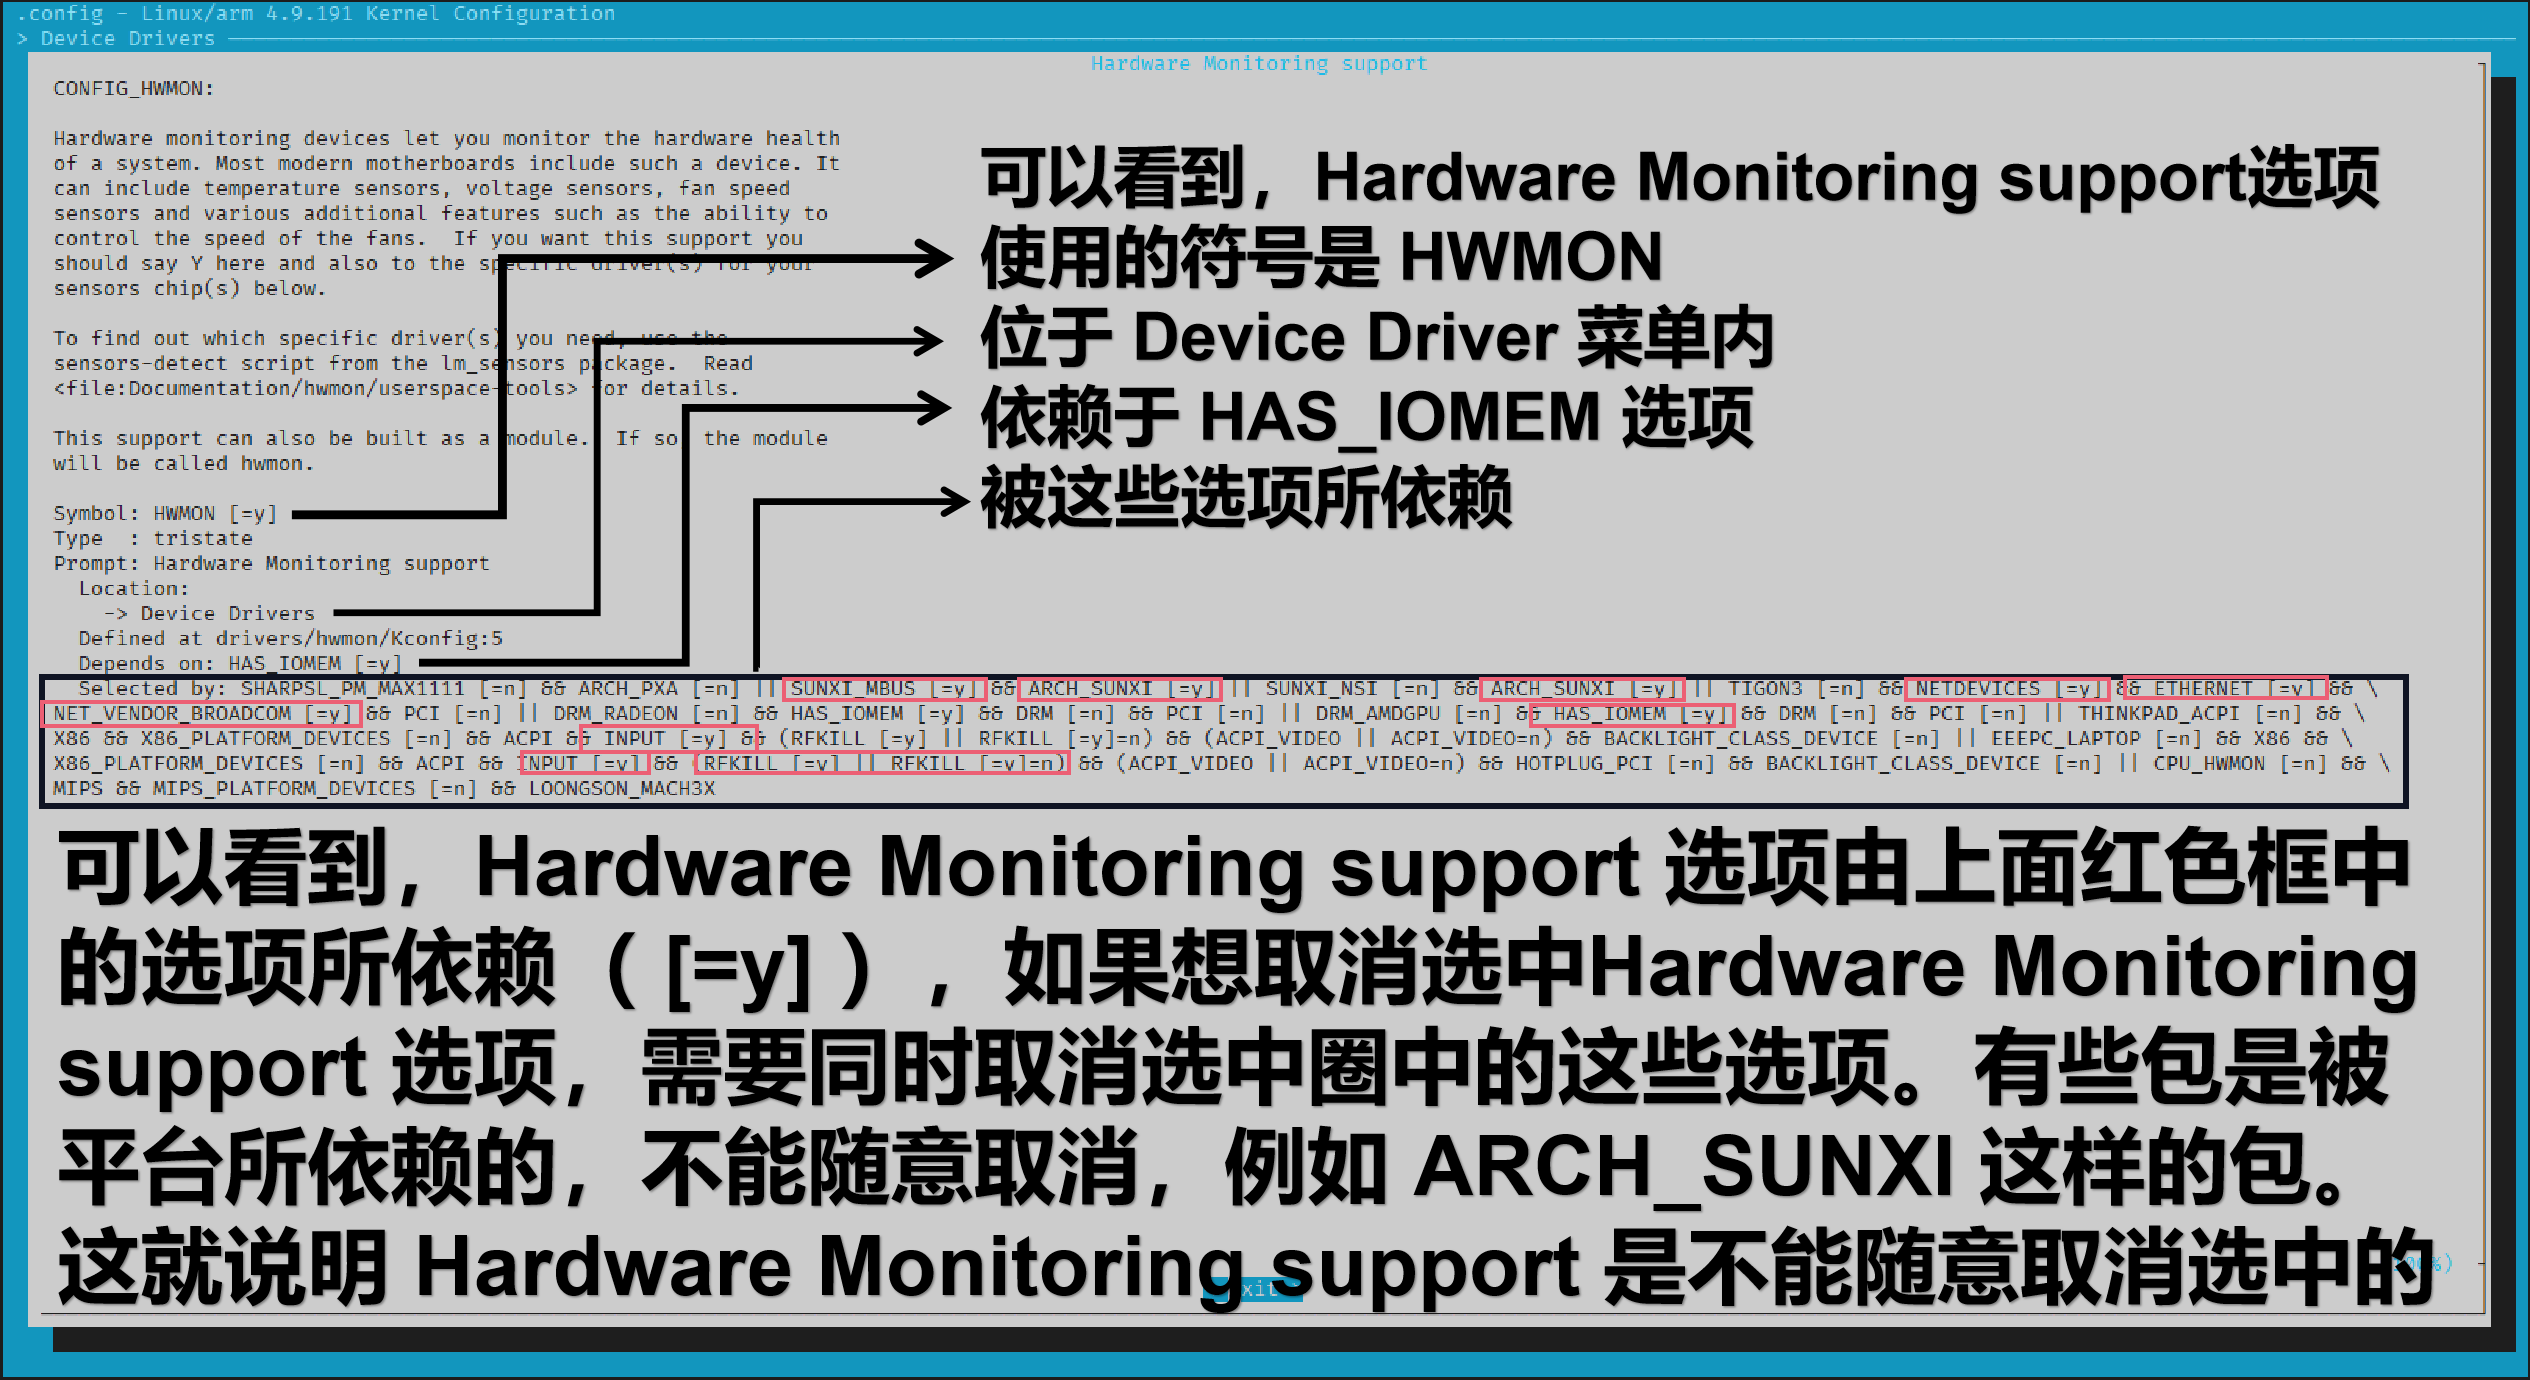 .config - Linux/arm 4.9.191 Kernel Configuration
> Device Drivers
Hardware Monitoring support
CONFIG_HWMON:
Hardware monitoring devices let you monitor the hardware health
of a system. Most modern motherboards include such a device. It
can include temperature sensors, voltage sensors, fan speed
sensors and various additional features such as the ability to
control the speed of the fans.  If you want this support you
should say Y here and also to the specific driver(s) for your
sensors chip(s) below.
To find out which specific driver(s) you need, use the
sensors-detect script from the lm_sensors package.  Read
<file:Documentation/hwmon/userspace-tools> for details.
This support can also be built as a module.  If so, the module
will be called hwmon.
Symbol: HWMON [=y]
Type  : tristate
Prompt: Hardware Monitoring support
Location:
-> Device Drivers
Defined at drivers/hwmon/Kconfig:5
Depends on: HAS_IOMEM [=y]
Selected by: SHARPSL_PM_MAX1111 [=n] && ARCH_PXA [=n] || SUNXI_MBUS [=y] && ARCH_SUNXI [=y] || SUNXI_NSI [=n] && ARCH_SUNXI [=y] || TIGON3 [=n] && NETDEVICES [=y] && ETHERNET [=y] && \
NET_VENDOR_BROADCOM [=y] && PCI [=n] || DRM_RADEON [=n] && HAS_IOMEM [=y] && DRM [=n] && PCI [=n] || DRM_AMDGPU [=n] && HAS_IOMEM [=y] && DRM [=n] && PCI [=n] || THINKPAD_ACPI [=n] && \
X86 && X86_PLATFORM_DEVICES [=n] && ACPI && INPUT [=y] && (RFKILL [=y] || RFKILL [=y]=n) && (ACPI_VIDEO || ACPI_VIDEO=n) && BACKLIGHT_CLASS_DEVICE [=n] || EEEPC_LAPTOP [=n] && X86 && \
X86_PLATFORM_DEVICES [=n] && ACPI && INPUT [=y] && (RFKILL [=y] || RFKILL [=y]=n) && (ACPI_VIDEO || ACPI_VIDEO=n) && HOTPLUG_PCI [=n] && BACKLIGHT_CLASS_DEVICE [=n] || CPU_HWMON [=n] && \
MIPS && MIPS_PLATFORM_DEVICES [=n] && LOONGSON_MACH3X
可以看到，Hardware Monitoring support选项
使用的符号是 HWMON
位于 Device Driver 菜单内
依赖于 HAS_IOMEM 选项
被这些选项所依赖
可以看到，Hardware Monitoring support 选项由上面红色框中
的选项所依赖（ [=y] ），如果想取消选中Hardware Monitoring
support 选项，需要同时取消选中圈中的这些选项。有些包是被
平台所依赖的，不能随意取消，例如 ARCH_SUNXI 这样的包。
这就说明 Hardware Monitoring support 是不能随意取消选中的